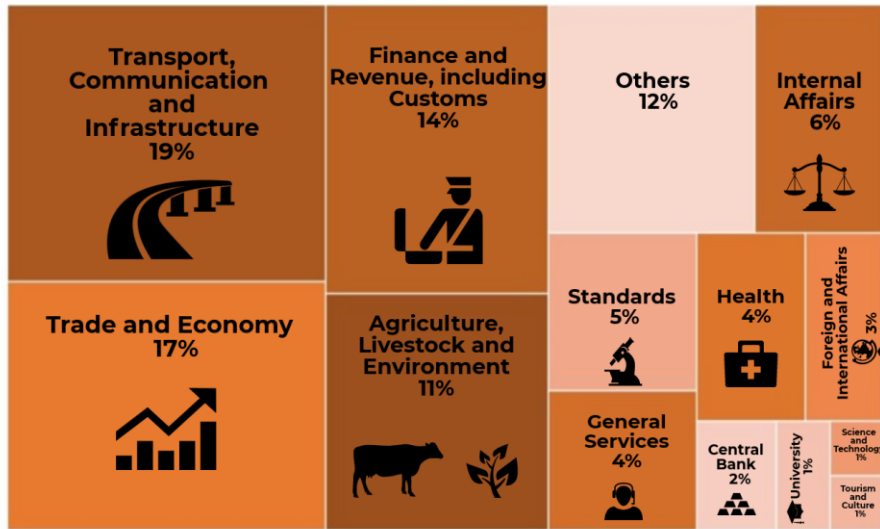 Transport,
Communication
and
Infrastructure
19%
Finance and
Revenue, including
Customs
14%
Others
12%
Internal
Affairs
6%
Trade and Economy
17%
Agriculture,
Livestock and
Environment
11%
Standards
5%
Health
4%
Foreign and
International Affairs
3%
General
Services
4%
Central
Bank
2%
University
1%
Science and
Technology
1%
Tourism and
Culture
1%